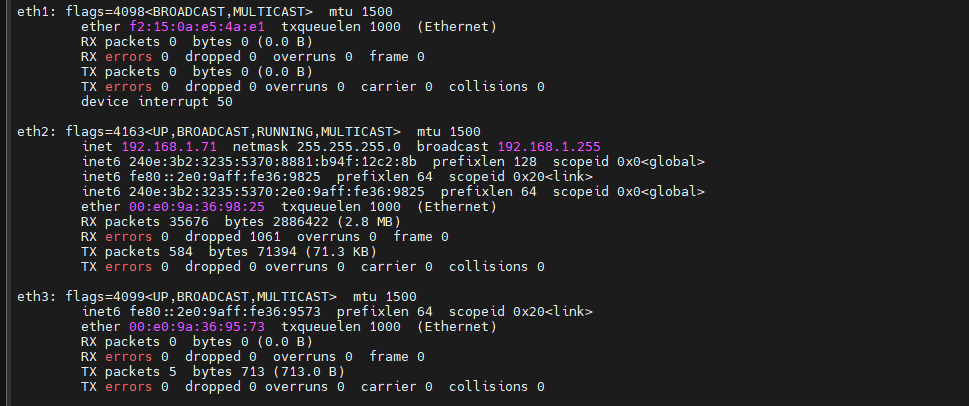 eth1: flags=4098<BROADCAST,MULTICAST>  mtu 1500
        ether f2:15:0a:e5:4a:e1  txqueuelen 1000  (Ethernet)
        RX packets 0  bytes 0 (0.0 B)
        RX errors 0  dropped 0  overruns 0  frame 0
        TX packets 0  bytes 0 (0.0 B)
        TX errors 0  dropped 0 overruns 0  carrier 0  collisions 0
        device interrupt 50

eth2: flags=4163<UP,BROADCAST,RUNNING,MULTICAST>  mtu 1500
        inet 192.168.1.71  netmask 255.255.255.0  broadcast 192.168.1.255
        inet6 240e:3b2:3235:5370:8881:b94f:12c2:8b  prefixlen 128  scopeid 0x0<global>
        inet6 fe80::2e0:9aff:fe36:9825  prefixlen 64  scopeid 0x20<link>
        inet6 240e:3b2:3235:5370:2e0:9aff:fe36:9825  prefixlen 64  scopeid 0x0<global>
        ether 00:e0:9a:36:98:25  txqueuelen 1000  (Ethernet)
        RX packets 35676  bytes 2886422 (2.8 MB)
        RX errors 0  dropped 1061  overruns 0  frame 0
        TX packets 584  bytes 71394 (71.3 KB)
        TX errors 0  dropped 0 overruns 0  carrier 0  collisions 0

eth3: flags=4099<UP,BROADCAST,MULTICAST>  mtu 1500
        inet6 fe80::2e0:9aff:fe36:9573  prefixlen 64  scopeid 0x20<link>
        ether 00:e0:9a:36:95:73  txqueuelen 1000  (Ethernet)
        RX packets 0  bytes 0 (0.0 B)
        RX errors 0  dropped 0  overruns 0  frame 0
        TX packets 5  bytes 713 (713.0 B)
        TX errors 0  dropped 0 overruns 0  carrier 0  collisions 0